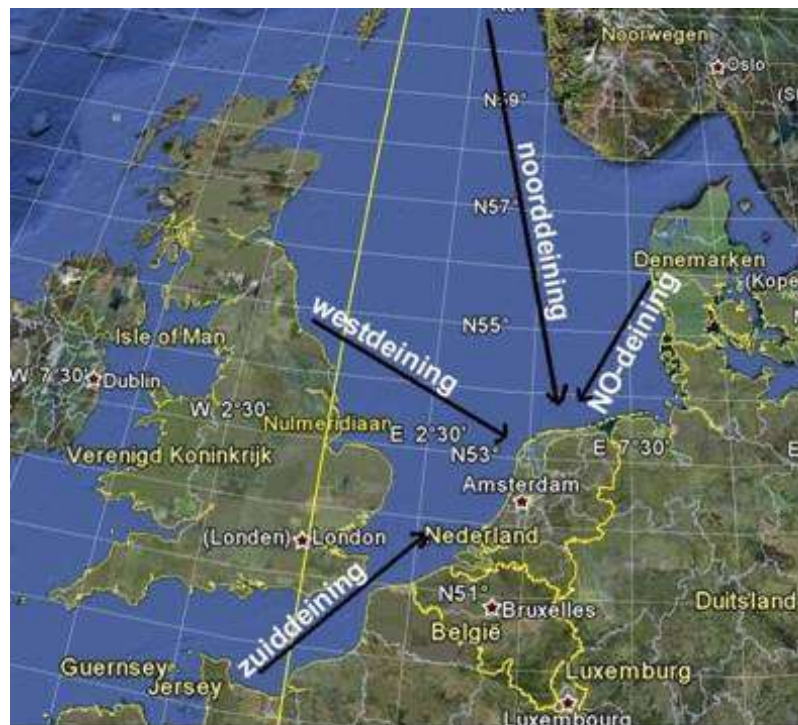 Noorwegen
Oslo
N59°
noorddeining
N57°
Denemarken
(Kope
westdeining
N55°
NO-deining
Isle of Man
W 7°30'
Dublin
W 2°30'
Nulmeridiaan
E 2°30'
E 7°30'
N53°
Verenigd Koninkrijk
Amsterdam
(Londen)
London
Nederland
zuiddeining
N51°
Bruxelles
Duitsland
België
Guernsey
Jersey
Luxemburg
Luxembourg